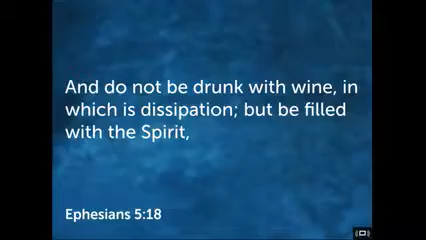 And do not be drunk with wine, in
which is dissipation; but be filled
with the Spirit,
Ephesians 5:18